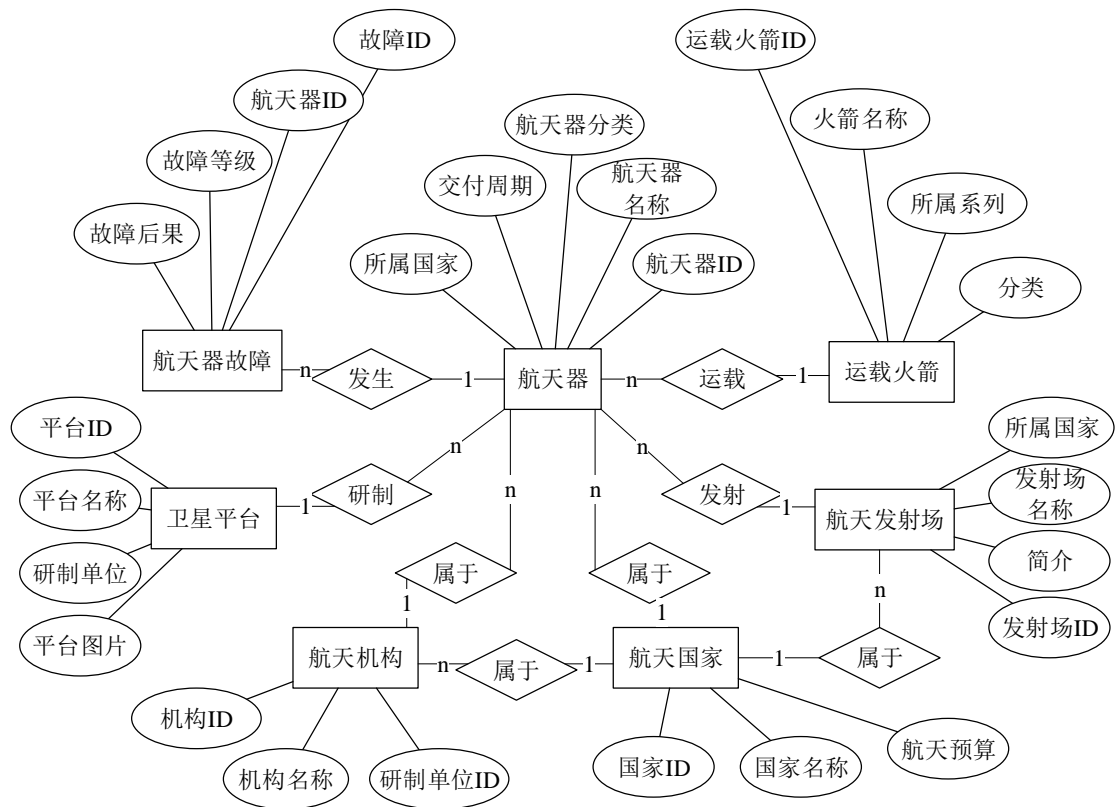 故障ID
运载火箭ID
航天器ID
火箭名称
航天器分类
故障等级
交付周期
航天器
名称
所属系列
故障后果
所属国家
航天器ID
分类
航天器故障
n
发生
1
航天器
n
运载
1
运载火箭
平台ID
平台名称
研制单位
平台图片
卫星平台
1
研制
n
n
n
n
发射
1
航天发射场
所属国家
发射场
名称
简介
发射场ID
属于
1
属于
1
n
属于
航天机构
n
属于
1
航天国家
1
机构ID
机构名称
研制单位ID
国家ID
国家名称
航天预算